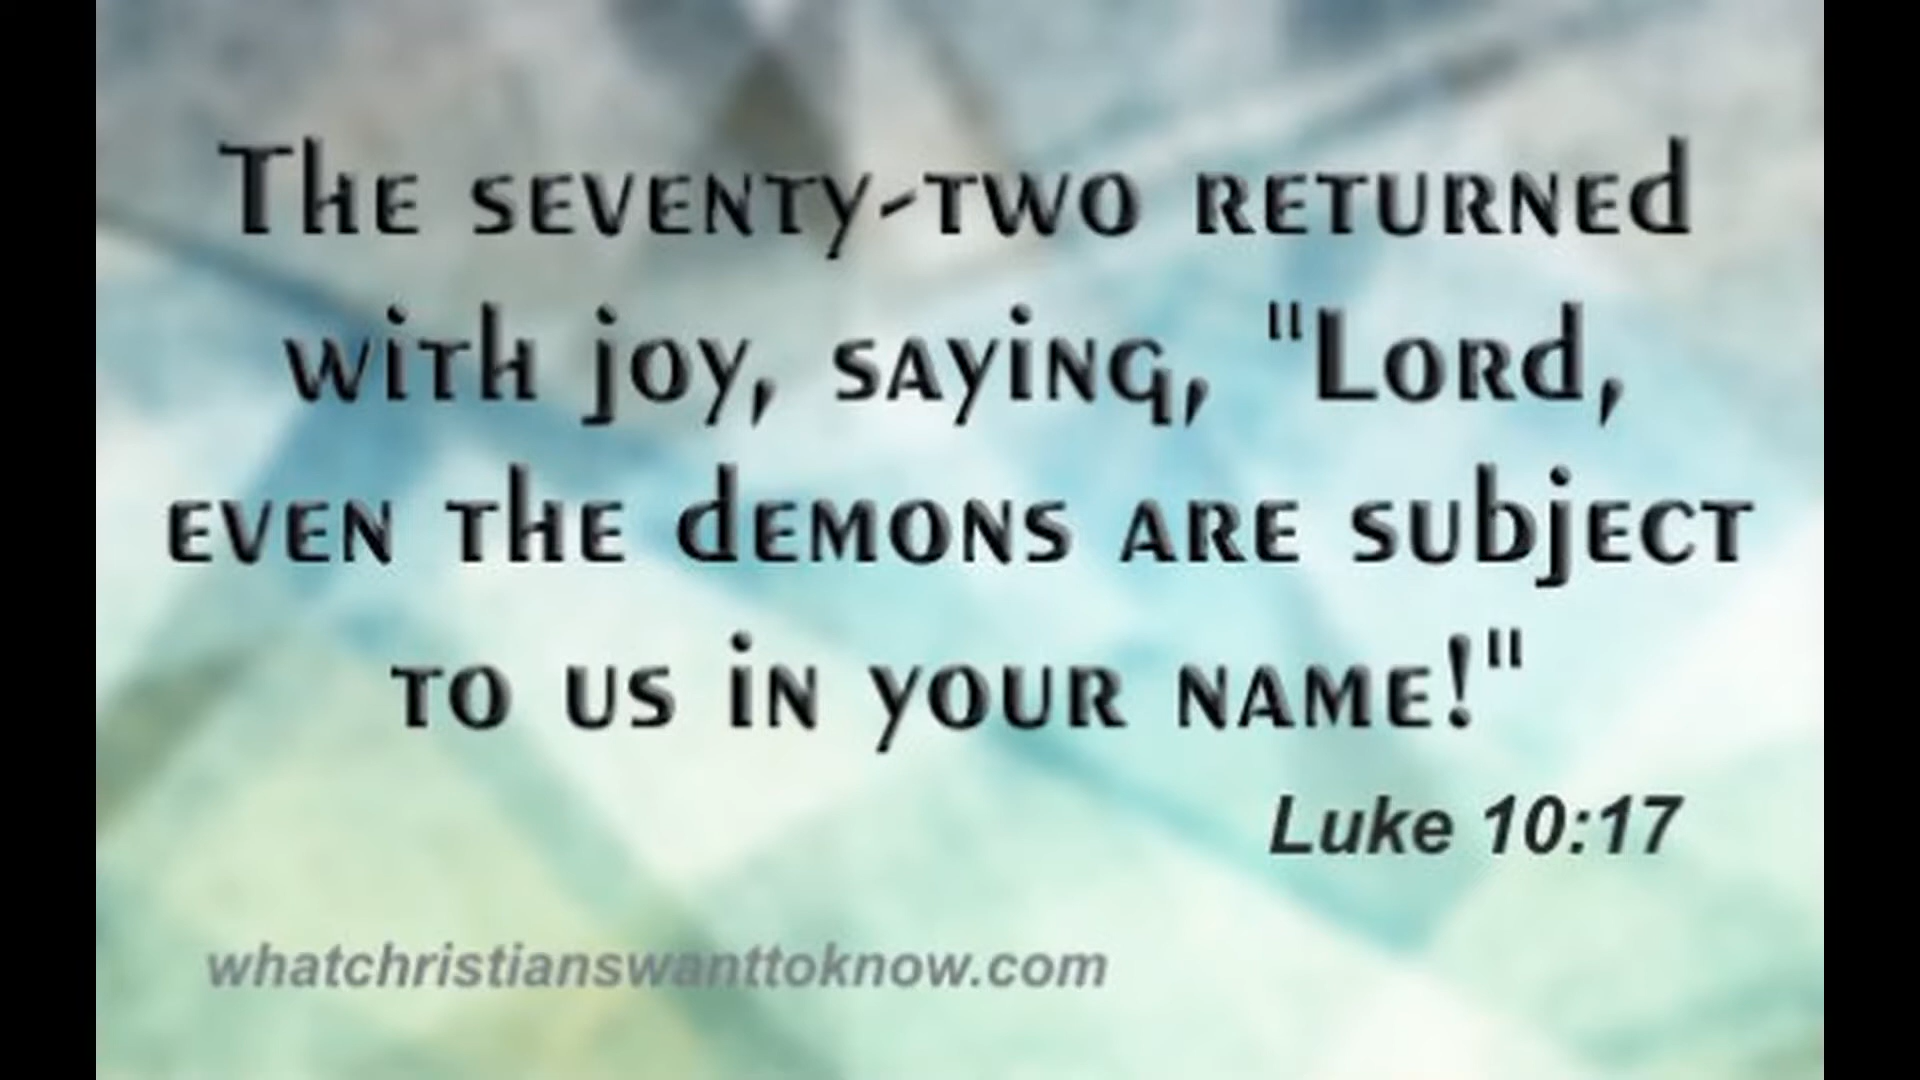 The seventy-two returned
with joy, saying, "Lord,
even the demons are subject
to us in your name!"
Luke 10:17
whatchristianswanttoknow.com